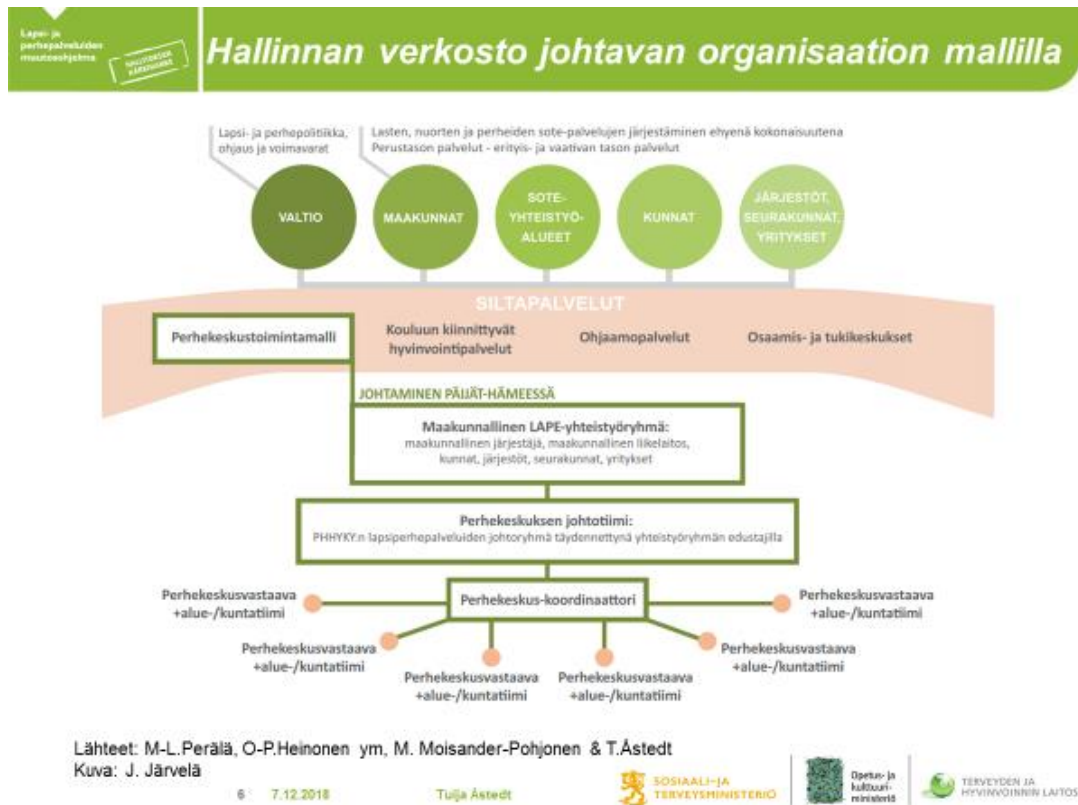 Lapsi- ja
perhepalveluiden
muutosohjelma
HALLITUKSEN
KÄRKIHANKE
Hallinnan verkosto johtavan organisaation mallilla
Lapsi- ja perhepolitiikka,
ohjaus ja voimavarat
Lasten, nuorten ja perheiden sote-palvelujen järjestäminen ehyenä kokonaisuutena
Perustason palvelut - erityis- ja vaativan tason palvelut
VALTIO
MAAKUNNAT
SOTE-
YHTEISTYÖ-
ALUEET
KUNNAT
JÄRJESTÖT,
SEURAKUNNAT,
YRITYKSET
SILTAPALVELUT
Perhekeskustoimintamalli
Kouluun kiinnittyvät
hyvinvointipalvelut
Ohjaamopalvelut
Osaamis- ja tukikeskukset
JOHTAMINEN PÄIJÄT-HÄMEESSÄ
Maakunnallinen LAPE-yhteistyöryhmä:
maakunnallinen järjestäjä, maakunnallinen liikelaitos,
kunnat, järjestöt, seurakunnat, yritykset
Perhekeskuksen johtotiimi:
PHHYKY:n lapsiperhepalveluiden johtoryhmä täydennettynä yhteistyöryhmän edustajilla
Perhekeskus-koordinaattori
Perhekeskusvastaava
+alue-/kuntatiimi
Perhekeskusvastaava
+alue-/kuntatiimi
Perhekeskusvastaava
+alue-/kuntatiimi
Perhekeskusvastaava
+alue-/kuntatiimi
Perhekeskusvastaava
+alue-/kuntatiimi
Perhekeskusvastaava
+alue-/kuntatiimi
Lähteet: M-L.Perälä, O-P.Heinonen ym, M. Moisander-Pohjonen & T.Åstedt
Kuva: J. Järvelä
6 7.12.2018 Tuija Åstedt
SOSIAALI- JA
TERVEYSMINISTERIÖ
Opetus- ja
kulttuuri-
ministeriö
TERVEYDEN JA
HYVINVOINNIN LAITOS